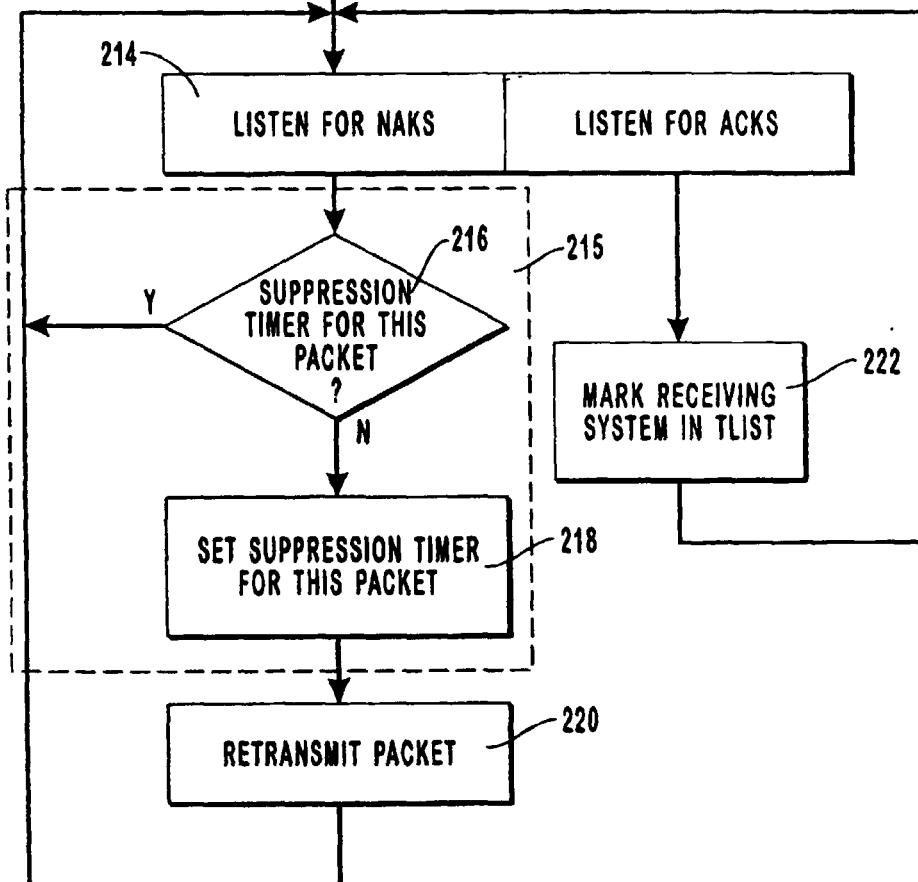 214
LISTEN FOR NAKS
LISTEN FOR ACKS
216
215
Y
SUPPRESSION
TIMER FOR THIS
PACKET
?
N
222
MARK RECEIVING
SYSTEM IN TLIST
SET SUPPRESSION TIMER
FOR THIS PACKET
218
220
RETRANSMIT PACKET